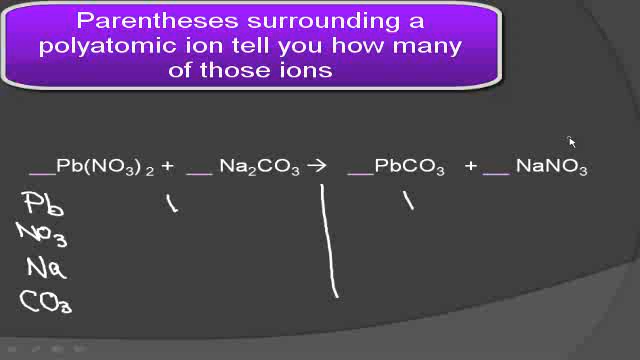 Parentheses surrounding a
polyatomic ion tell you how many
of those ions
__Pb(NO₃)₂ + __ Na₂CO₃ → __PbCO₃ + __ NaNO₃
Pb 1 1
NO₃
Na
CO₃